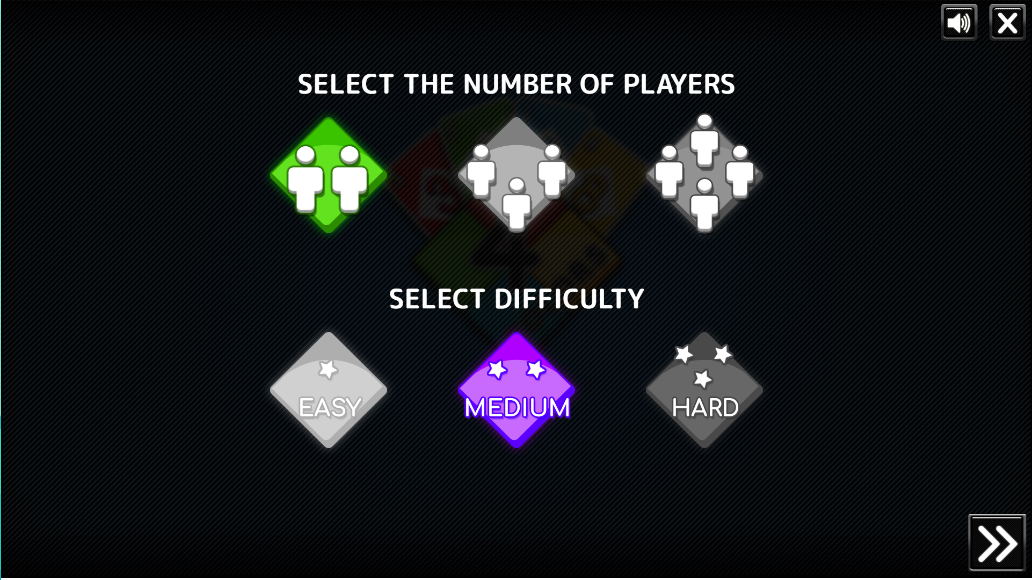 SELECT THE NUMBER OF PLAYERS
SELECT DIFFICULTY
EASY
MEDIUM
HARD